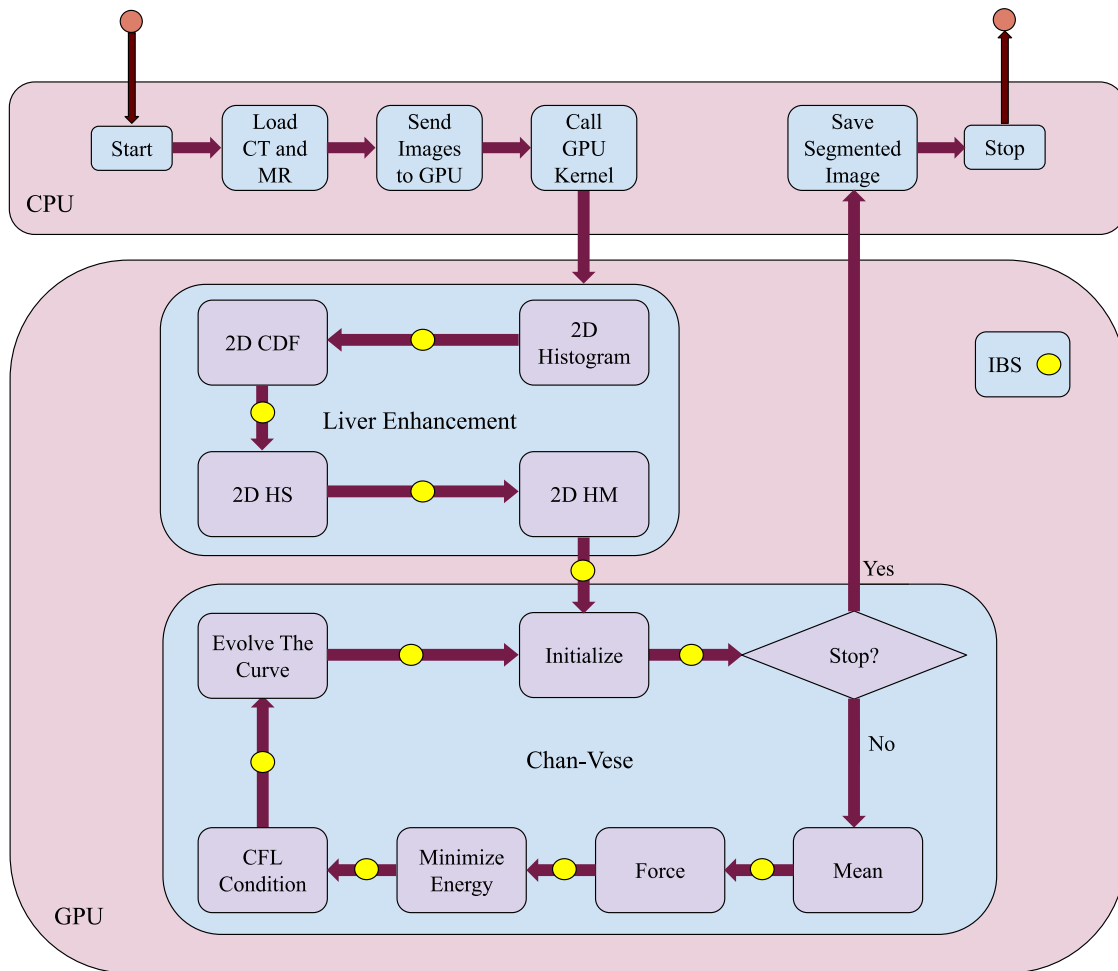 Start
Load
CT and
MR
Send
Images
to GPU
Call
GPU
Kernel
Save
Segmented
Image
Stop
CPU
2D CDF
2D
Histogram
IBS
Liver Enhancement
2D HS
2D HM
Yes
Evolve The
Curve
Initialize
Stop?
No
Chan-Vese
CFL
Condition
Minimize
Energy
Force
Mean
GPU